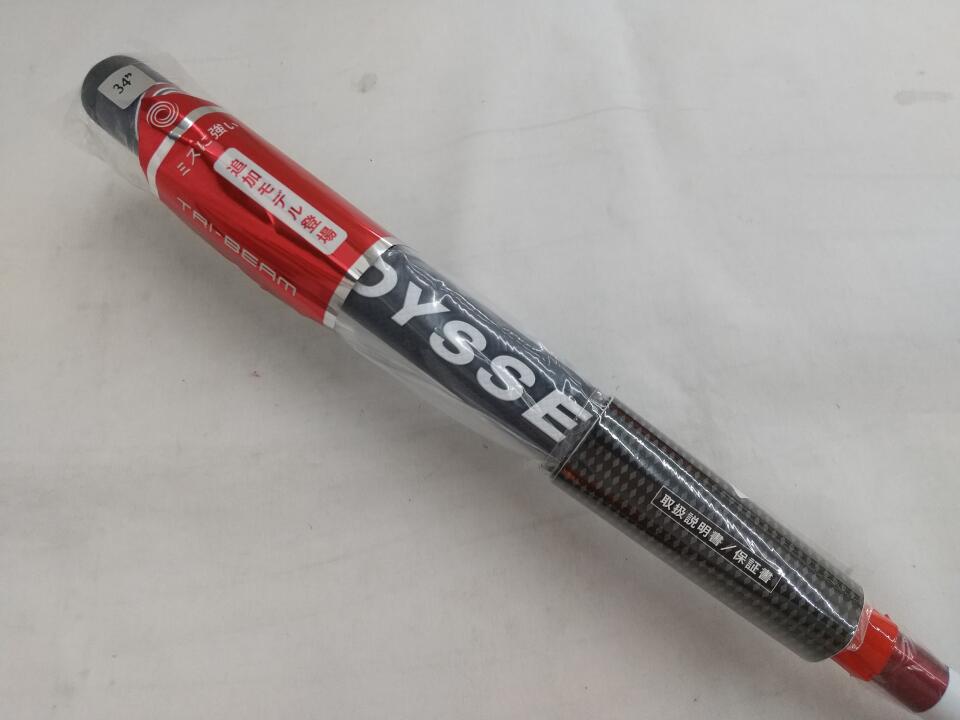 34"
ミスに強い
追加モデル登場
TRI-BEAM
DYSSE
取扱説明書／保証書